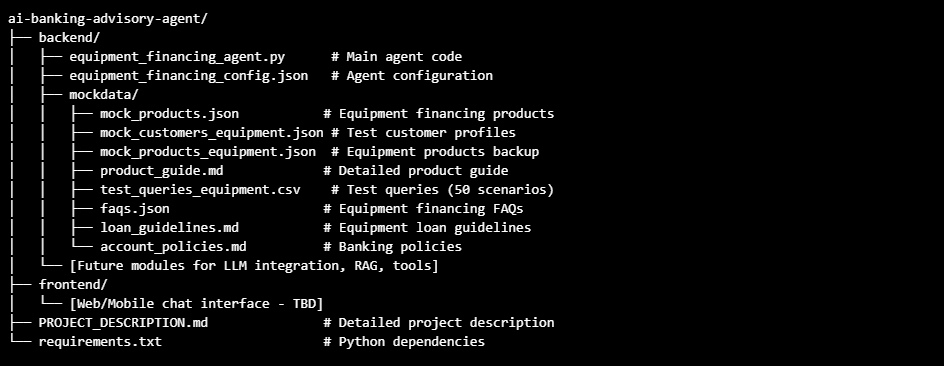 ai-banking-advisory-agent/
├── backend/
│   ├── equipment_financing_agent.py      # Main agent code
│   ├── equipment_financing_config.json   # Agent configuration
│   ├── mockdata/
│   │   ├── mock_products.json           # Equipment financing products
│   │   ├── mock_customers_equipment.json # Test customer profiles
│   │   ├── mock_products_equipment.json  # Equipment products backup
│   │   ├── product_guide.md             # Detailed product guide
│   │   ├── test_queries_equipment.csv    # Test queries (50 scenarios)
│   │   ├── faqs.json                    # Equipment financing FAQs
│   │   ├── loan_guidelines.md           # Equipment loan guidelines
│   │   └── account_policies.md          # Banking policies
│   └── [Future modules for LLM integration, RAG, tools]
├── frontend/
│   └── [Web/Mobile chat interface - TBD]
├── PROJECT_DESCRIPTION.md               # Detailed project description
└── requirements.txt                     # Python dependencies